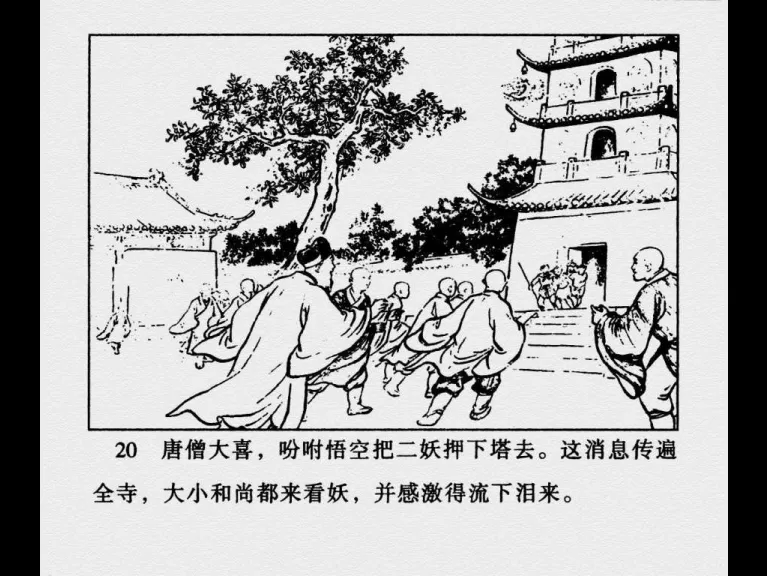 20 唐僧大喜，吩咐悟空把二妖押下塔去。这消息传遍
全寺，大小和尚都来看妖，并感激得流下泪来。